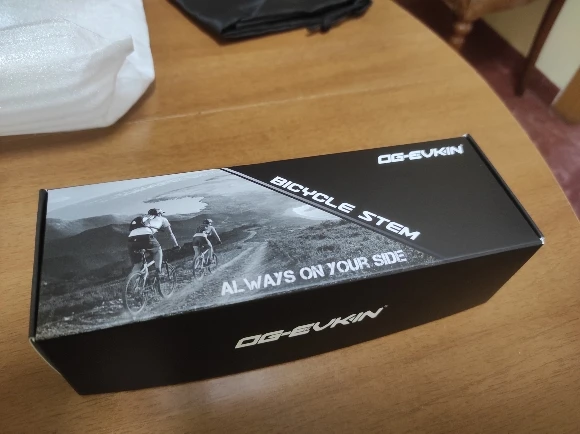 OG-EVKIN
BICYCLE STEM
ALWAYS ON YOUR SIDE
OG-EVKIN